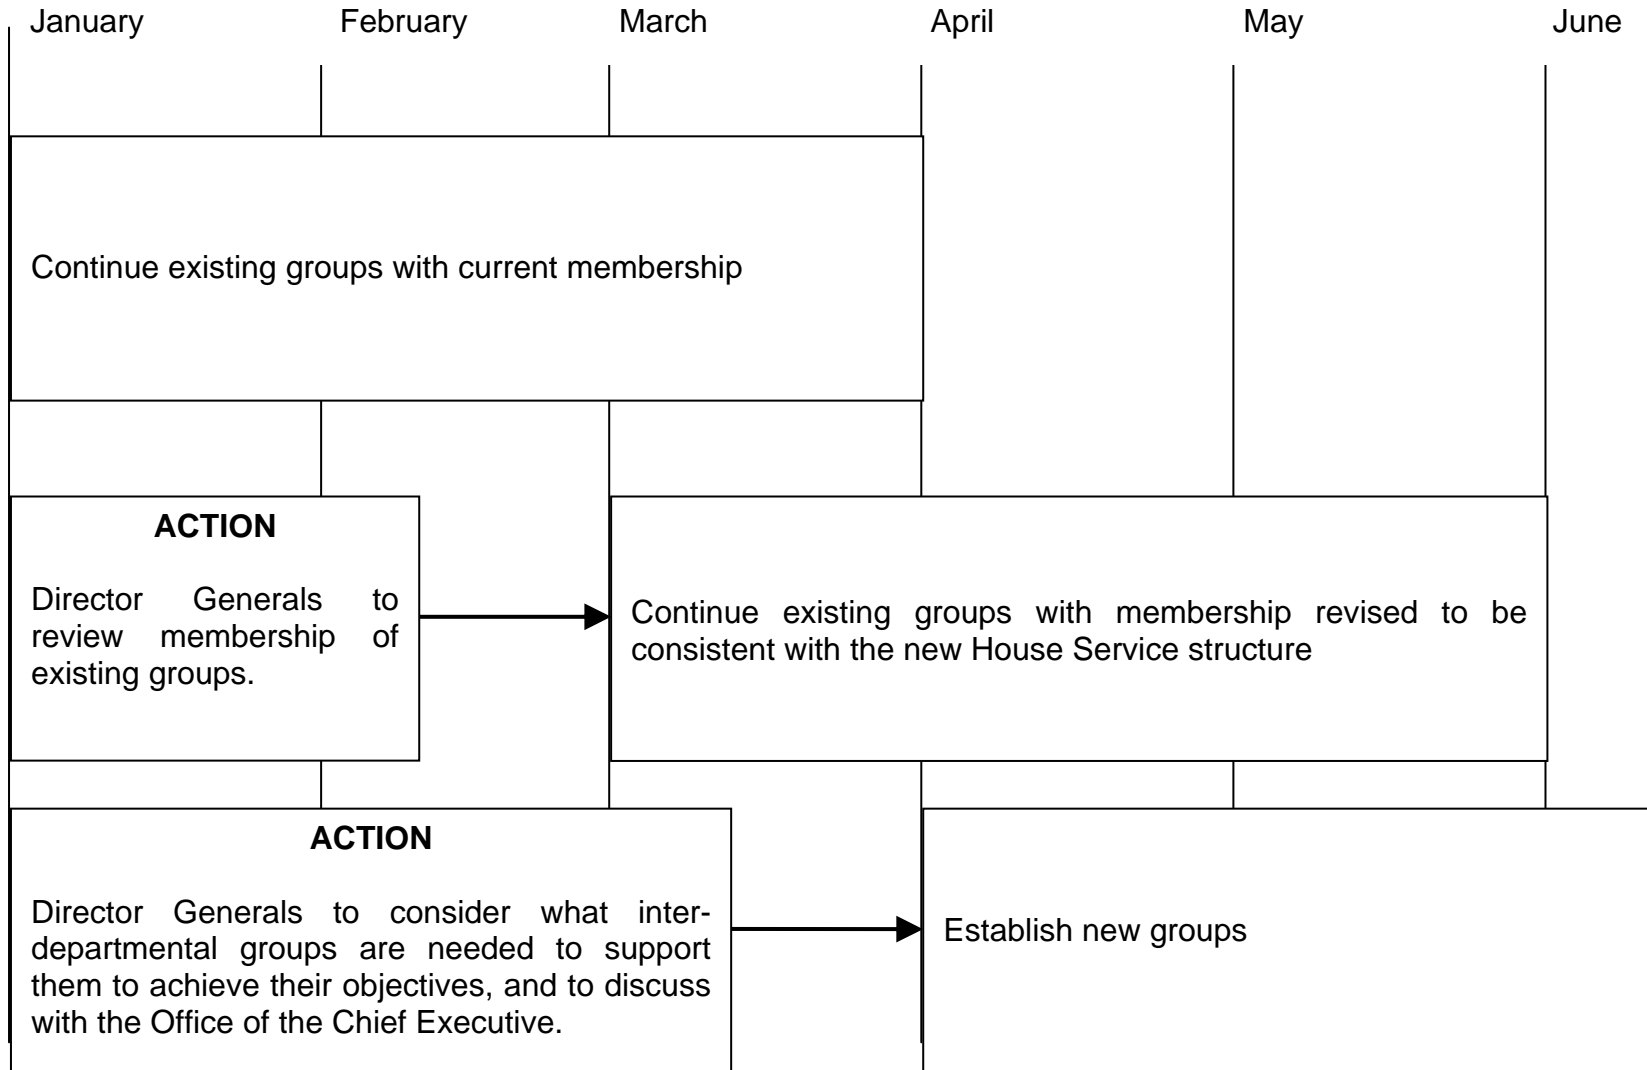 January February March April May June
Continue existing groups with current membership
ACTION
Director Generals to
review membership of
existing groups.
Continue existing groups with membership revised to be
consistent with the new House Service structure
ACTION
Director Generals to consider what inter-
departmental groups are needed to support
them to achieve their objectives, and to discuss
with the Office of the Chief Executive.
Establish new groups